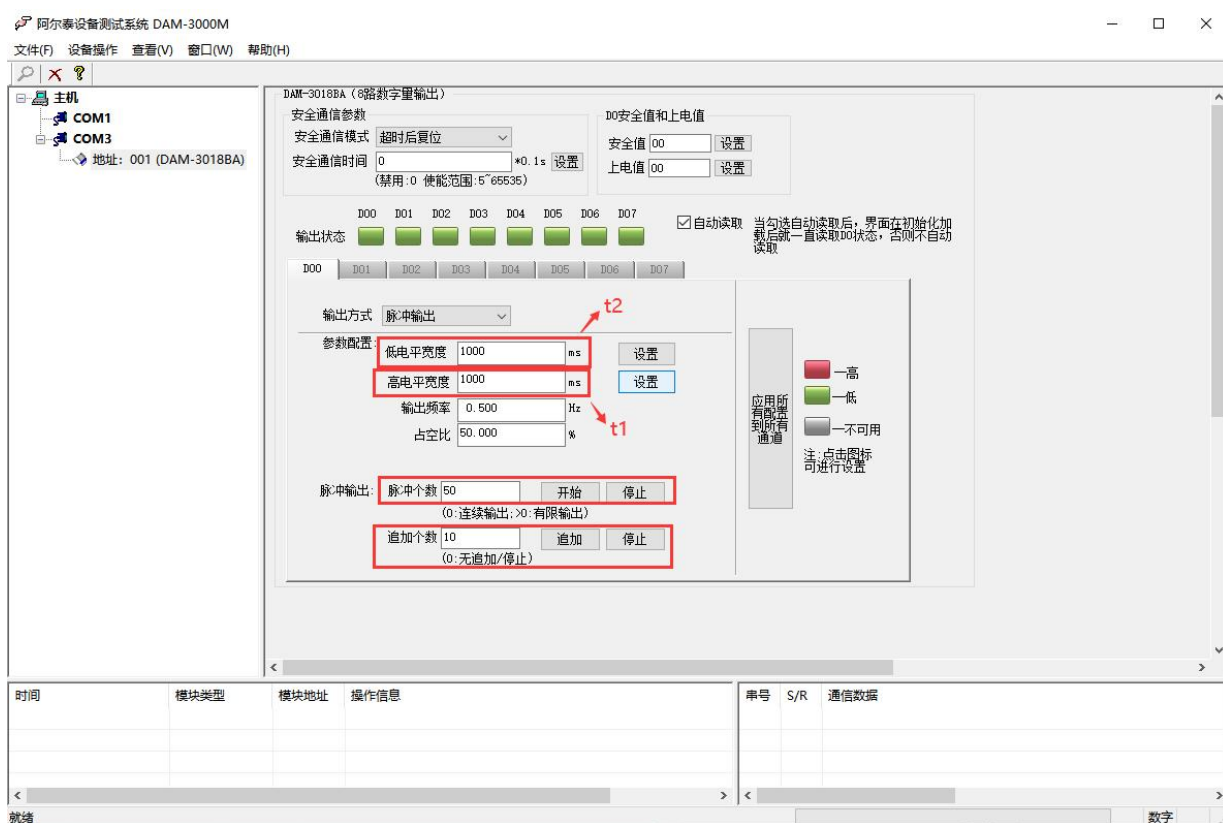 阿尔泰设备测试系统 DAM-3000M
文件(F) 设备操作 查看(V) 窗口(W) 帮助(H)
主机
COM1
COM3
地址：001 (DAM-3018BA)
DAM-3018BA（8路数字量输出）
安全通信参数
安全通信模式 超时后复位
安全通信时间 0 *0.1s 设置
(禁用:0 使能范围:5~65535)
DO安全值和上电值
安全值 00 设置
上电值 00 设置
DO0 DO1 DO2 DO3 DO4 DO5 DO6 DO7
输出状态
自动读取
当勾选自动读取后，界面在初始化加
载后就一直读取DO状态，否则不自动
读取
DO0 DO1 DO2 DO3 DO4 DO5 DO6 DO7
输出方式 脉冲输出
t2
参数配置:
低电平宽度 1000 ms 设置
高电平宽度 1000 ms 设置
输出频率 0.500 Hz
t1
占空比 50.000 %
脉冲输出: 脉冲个数 50 开始 停止
(0:连续输出;>0:有限输出)
追加个数 10 追加 停止
(0:无追加/停止)
应用所
有配置
到所有
通道
—高
—低
—不可用
注:点击图标
可进行设置
时间 模块类型 模块地址 操作信息
串号 S/R 通信数据
就绪
数字